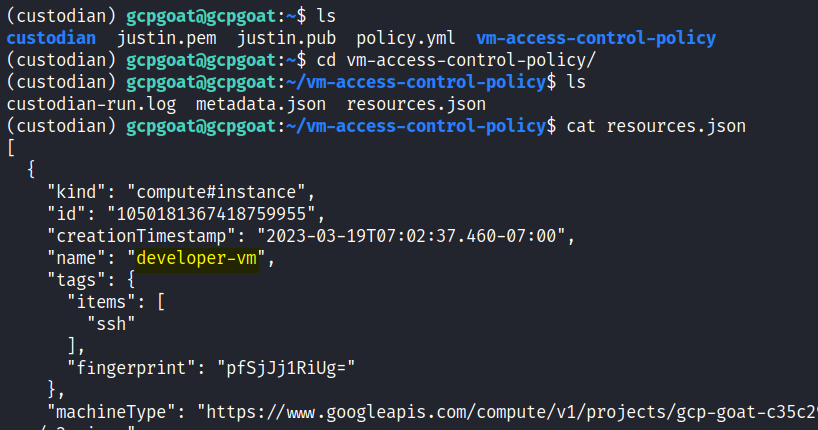 (custodian) gcpgoat@gcpgoat:~$ ls
custodian  justin.pem  justin.pub  policy.yml  vm-access-control-policy
(custodian) gcpgoat@gcpgoat:~$ cd vm-access-control-policy/
(custodian) gcpgoat@gcpgoat:~/vm-access-control-policy$ ls
custodian-run.log  metadata.json  resources.json
(custodian) gcpgoat@gcpgoat:~/vm-access-control-policy$ cat resources.json
[
  {
    "kind": "compute#instance",
    "id": "1050181367418759955",
    "creationTimestamp": "2023-03-19T07:02:37.460-07:00",
    "name": "developer-vm",
    "tags": {
      "items": [
        "ssh"
      ],
      "fingerprint": "pfSjJj1RiUg="
    },
    "machineType": "https://www.googleapis.com/compute/v1/projects/gcp-goat-c35c29